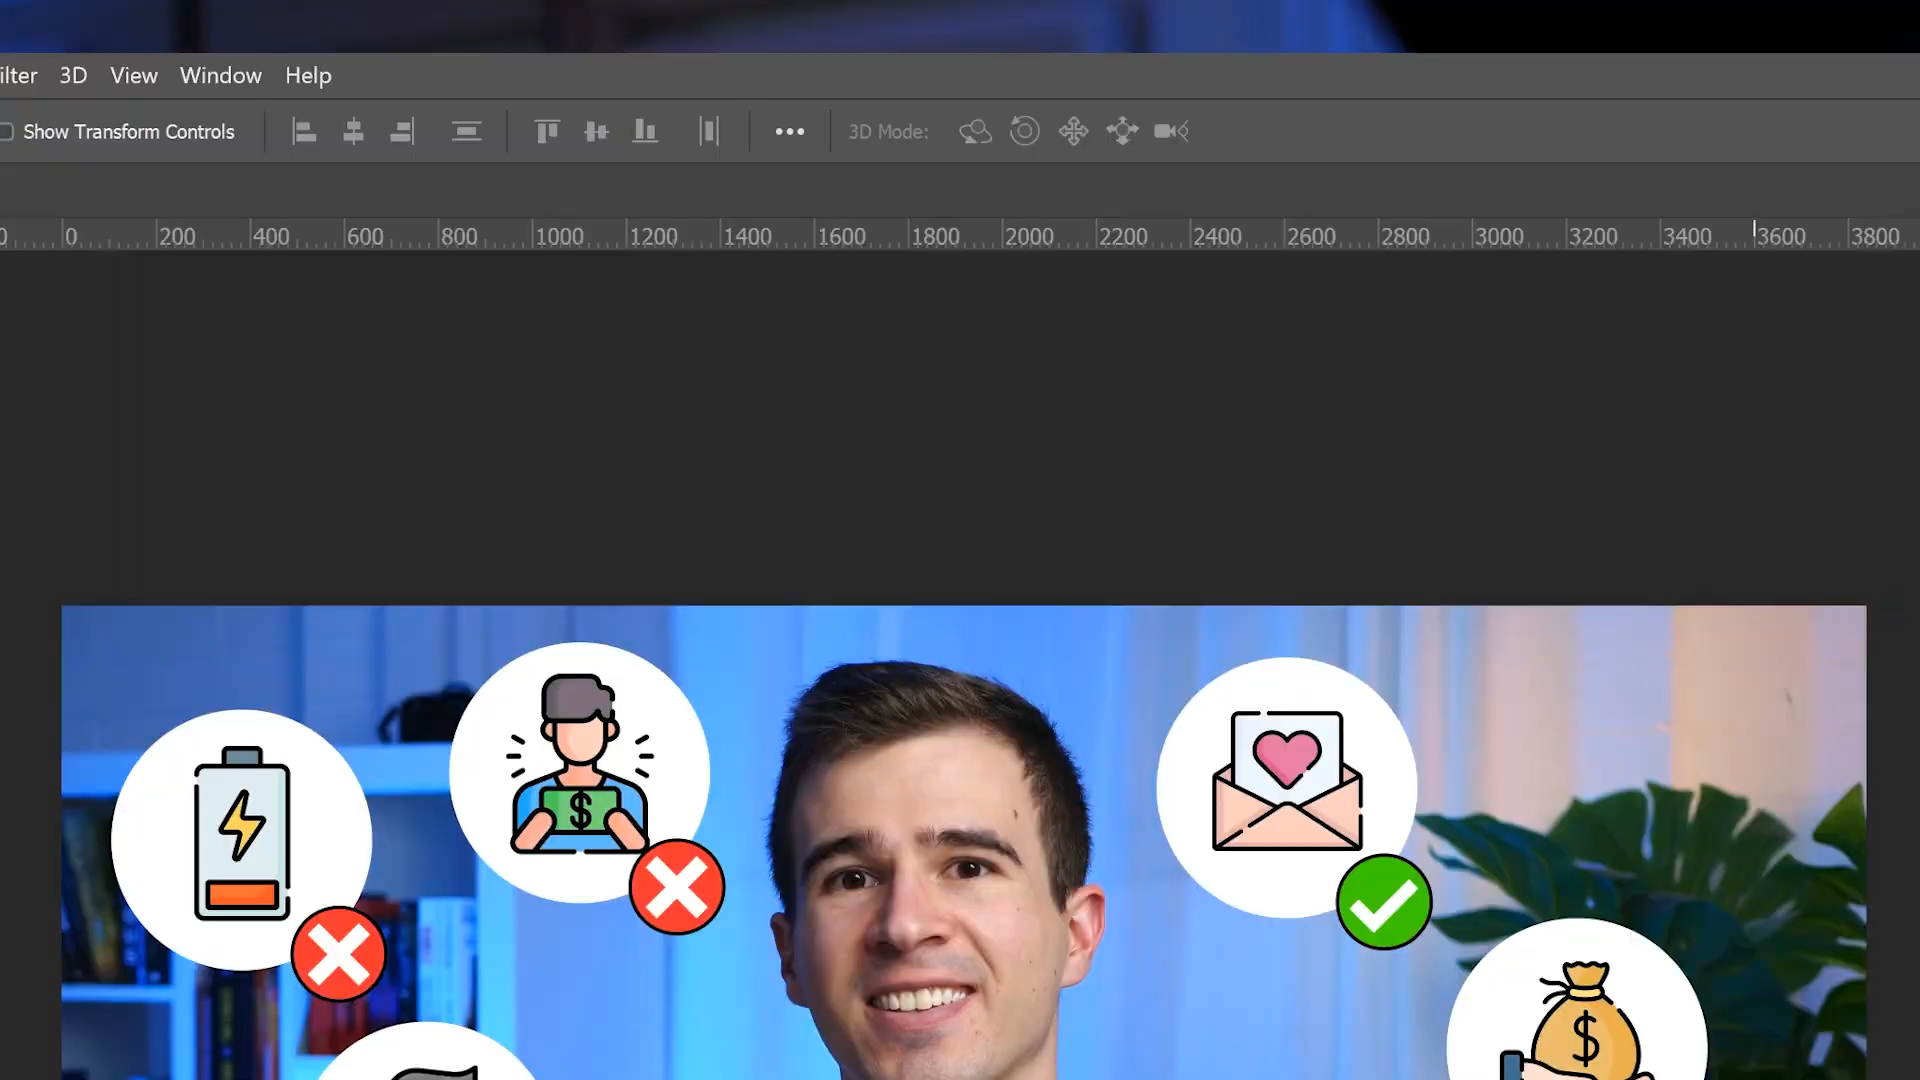 ilter 3D View Window Help
Show Transform Controls 3D Mode:
0 0 200 400 600 800 1000 1200 1400 1600 1800 2000 2200 2400 2600 2800 3000 3200 3400 3600 3800
$
$